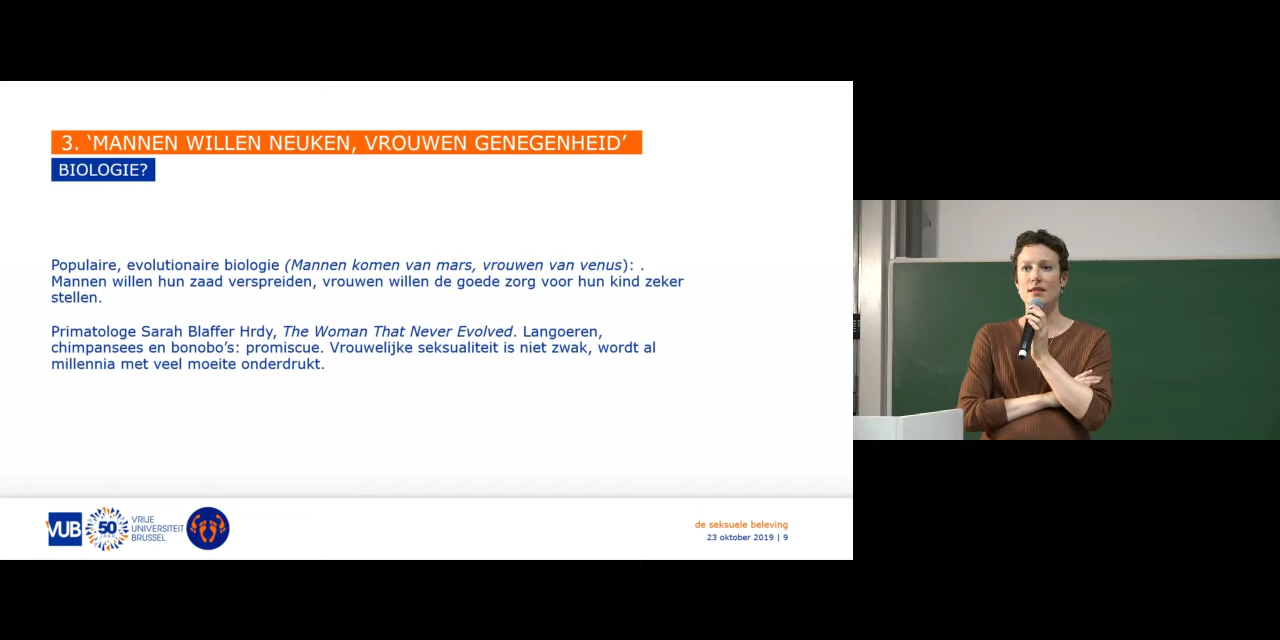 3. ‘MANNEN WILLEN NEUKEN, VROUWEN GENEGENHEID’
BIOLOGIE?
Populaire, evolutionaire biologie (Mannen komen van mars, vrouwen van venus): .
Mannen willen hun zaad verspreiden, vrouwen willen de goede zorg voor hun kind zeker
stellen.
Primatologe Sarah Blaffer Hrdy, The Woman That Never Evolved. Langoeren,
chimpansees en bonobo’s: promiscue. Vrouwelijke seksualiteit is niet zwak, wordt al
millennia met veel moeite onderdrukt.
VUB
50
JAAR
VRIJE
UNIVERSITEIT
BRUSSEL
de seksuele beleving
23 oktober 2019 | 9